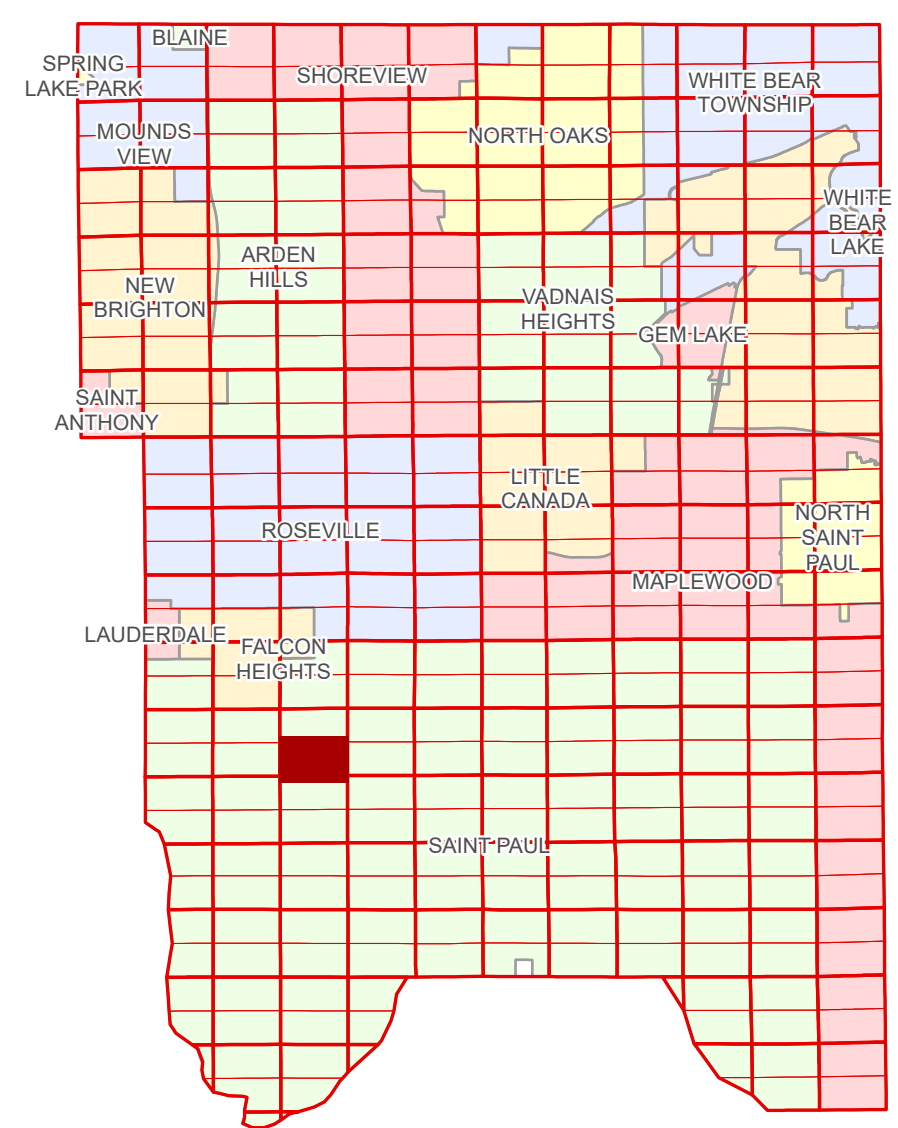 BLAINE
SPRING
LAKE PARK
SHOREVIEW
WHITE BEAR
TOWNSHIP
MOUNDS
VIEW
NORTH OAKS
WHITE
BEAR
LAKE
ARDEN
HILLS
NEW
BRIGHTON
VADNAIS
HEIGHTS
GEM LAKE
SAINT
ANTHONY
LITTLE
CANADA
ROSEVILLE
NORTH
SAINT
PAUL
MAPLEWOOD
LAUDERDALE
FALCON
HEIGHTS
SAINT PAUL